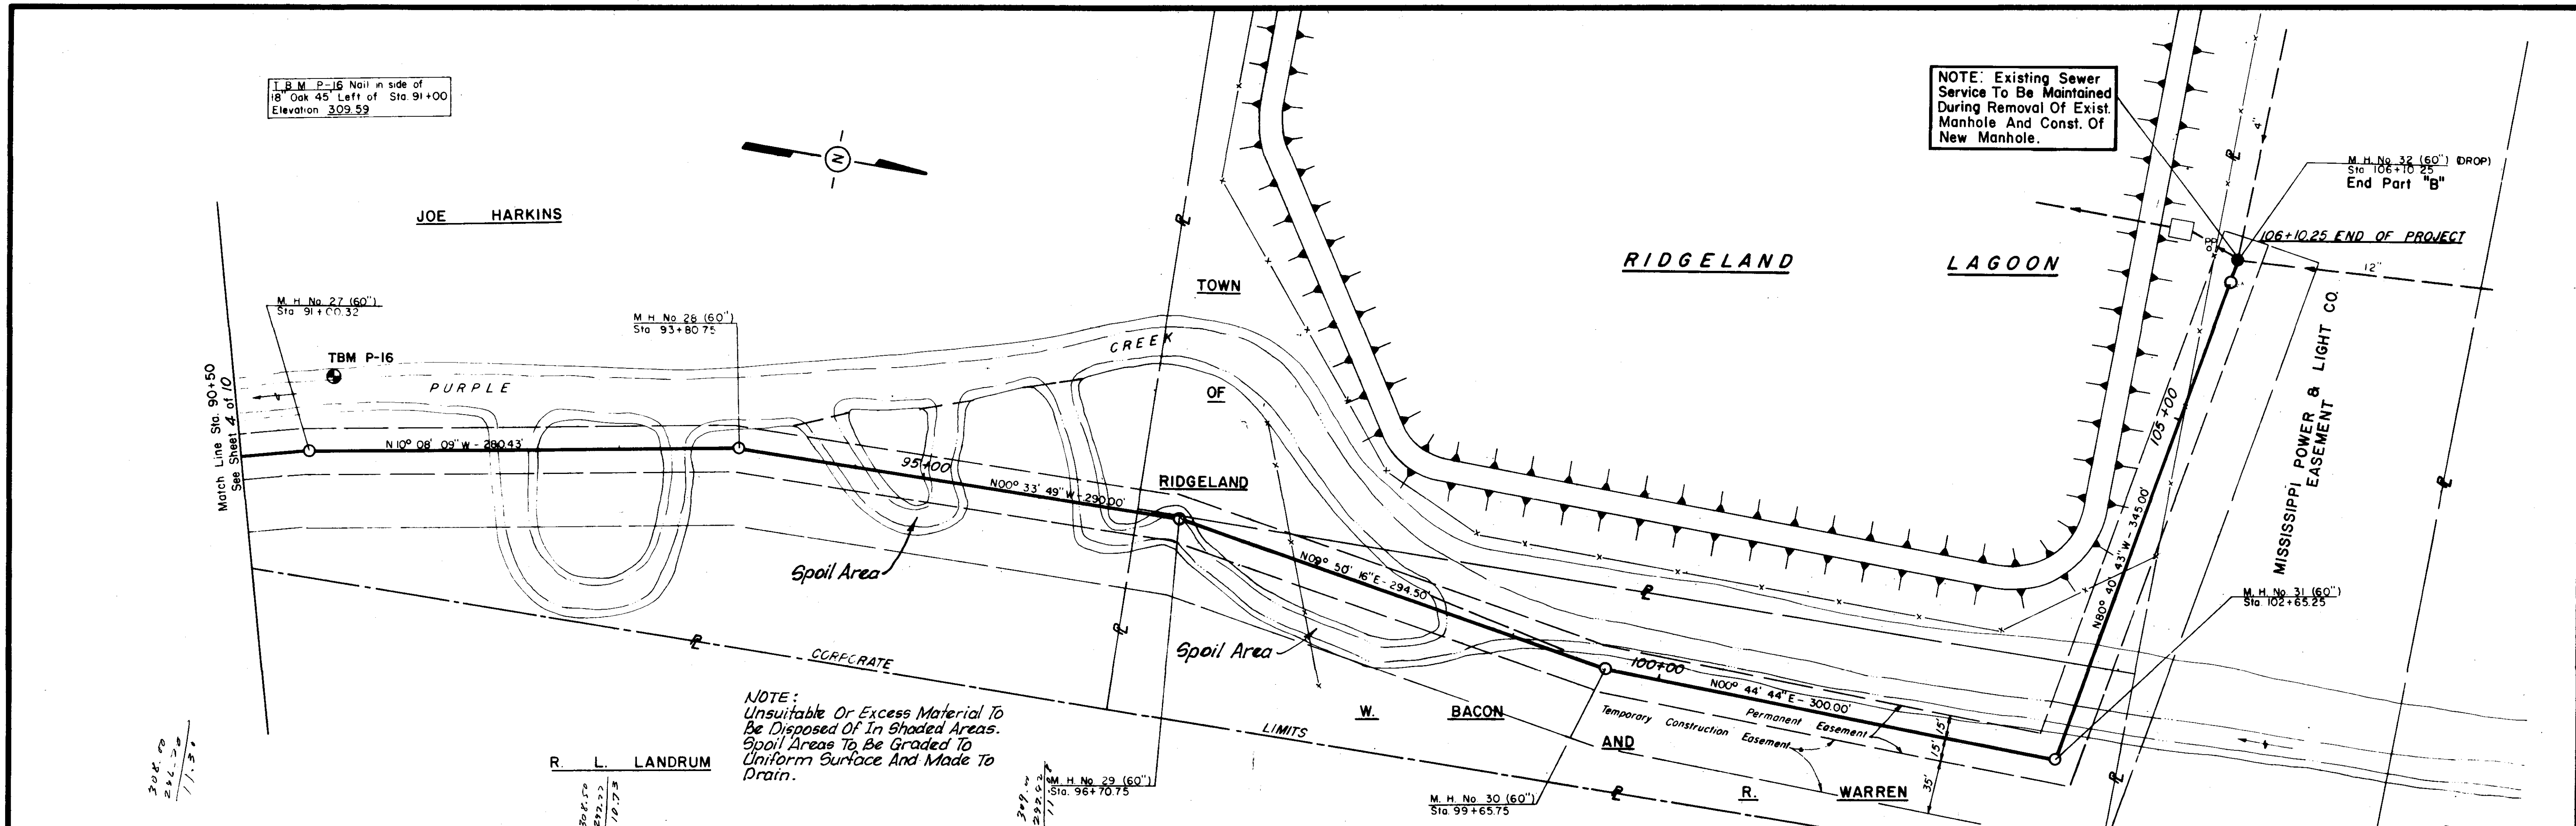 T B M P-16 Nail in side of
18" Oak 45' Left of Sta. 91+00
Elevation 309.59
N
NOTE: Existing Sewer
Service To Be Maintained
During Removal Of Exist.
Manhole And Const. Of
New Manhole.
4"
M. H. No. 32 (60") (DROP)
Sta 106+10.25
End Part "B"
JOE HARKINS
106+10.25 END OF PROJECT
RIDGELAND LAGOON
PP
12"
TOWN
OF
RIDGELAND
M. H. No. 27 (60")
Sta 91+00.32
M. H. No 28 (60")
Sta 93+80.75
TBM P-16
PURPLE CREEK
Match Line Sta. 90+50
See Sheet 4 of 10
N 10° 08' 09" W - 280.43'
95+00
N00° 33' 49" W - 290.00'
N09° 50' 16" E - 294.50'
100+00
N00° 44' 44" E - 300.00'
105+00
N80° 40' 43" W - 345.00'
MISSISSIPPI POWER & LIGHT CO.
EASEMENT
M. H. No. 31 (60")
Sta. 102+65.25
Spoil Area
Spoil Area
CORPORATE LIMITS
NOTE:
Unsuitable Or Excess Material To
Be Disposed Of In Shaded Areas.
Spoil Areas To Be Graded To
Uniform Surface And Made To
Drain.
R. L. LANDRUM
W. BACON
AND
R. WARREN
Temporary Construction Easement
Permanent Easement
15'
15'
35'
M. H. No. 29 (60")
Sta. 96+70.75
M. H. No 30 (60")
Sta. 99+65.75
308.50
10.73
11.30